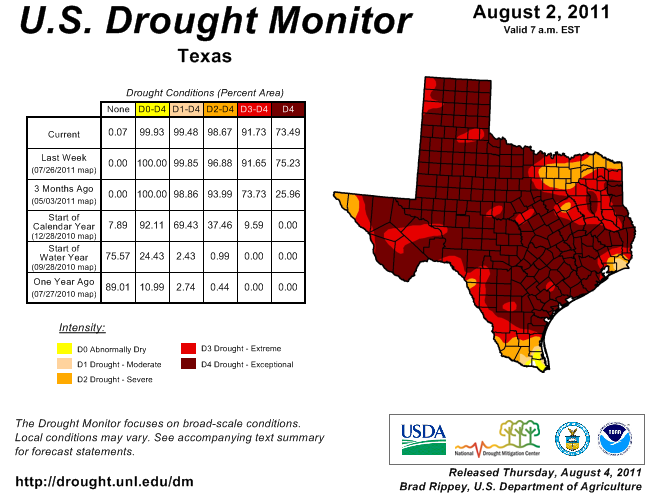 U.S. Drought Monitor
Texas
August 2, 2011
Valid 7 a.m. EST
Drought Conditions (Percent Area)
None D0-D4 D1-D4 D2-D4 D3-D4 D4
Current 0.07 99.93 99.48 98.67 91.73 73.49
Last Week
(07/26/2011 map) 0.00 100.00 99.85 96.88 91.65 75.23
3 Months Ago
(05/03/2011 map) 0.00 100.00 98.86 93.99 73.73 25.96
Start of
Calendar Year
(12/28/2010 map) 7.89 92.11 69.43 37.46 9.59 0.00
Start of
Water Year
(09/28/2010 map) 75.57 24.43 2.43 0.99 0.00 0.00
One Year Ago
(07/27/2010 map) 89.01 10.99 2.74 0.44 0.00 0.00
Intensity:
D0 Abnormally Dry
D1 Drought - Moderate
D2 Drought - Severe
D3 Drought - Extreme
D4 Drought - Exceptional
The Drought Monitor focuses on broad-scale conditions.
Local conditions may vary. See accompanying text summary
for forecast statements.
http://drought.unl.edu/dm
USDA
National Drought Mitigation Center
NOAA
Released Thursday, August 4, 2011
Brad Rippey, U.S. Department of Agriculture